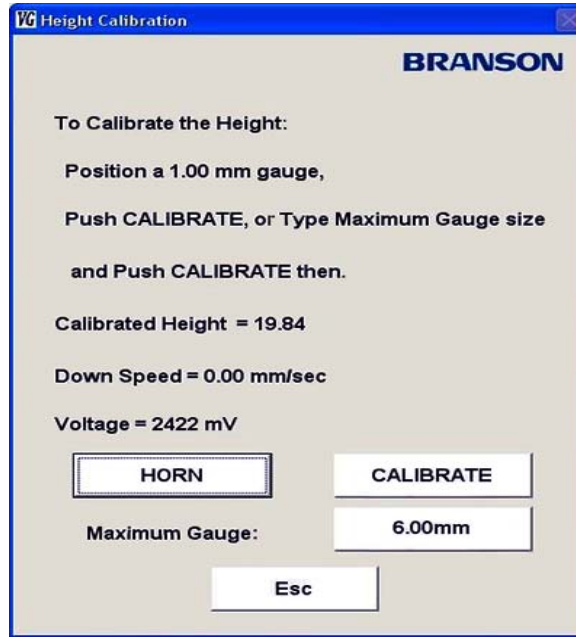 VG Height Calibration
BRANSON
To Calibrate the Height:
Position a 1.00 mm gauge,
Push CALIBRATE, or Type Maximum Gauge size
and Push CALIBRATE then.
Calibrated Height = 19.84
Down Speed = 0.00 mm/sec
Voltage = 2422 mV
HORN CALIBRATE
Maximum Gauge: 6.00mm
Esc